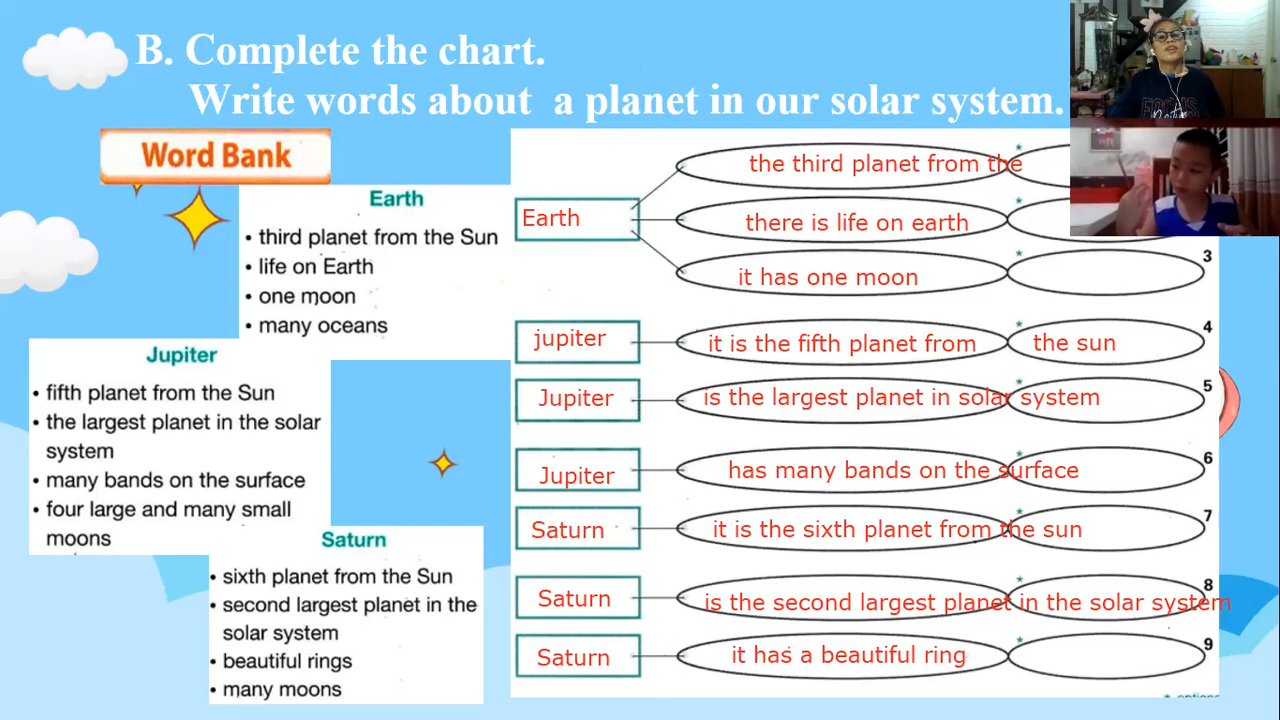 B. Complete the chart.
Write words about a planet in our solar system.
Word Bank
Earth
• third planet from the Sun
• life on Earth
• one moon
• many oceans
Jupiter
• fifth planet from the Sun
• the largest planet in the solar
system
• many bands on the surface
• four large and many small
moons
Saturn
• sixth planet from the Sun
• second largest planet in the
solar system
• beautiful rings
• many moons
Earth
the third planet from the
there is life on earth
it has one moon
3
jupiter
it is the fifth planet from the sun
4
Jupiter
is the largest planet in solar system
5
Jupiter
has many bands on the surface
6
Saturn
it is the sixth planet from the sun
7
Saturn
is the second largest planet in the solar system
8
Saturn
it has a beautiful ring
9
FOCUS